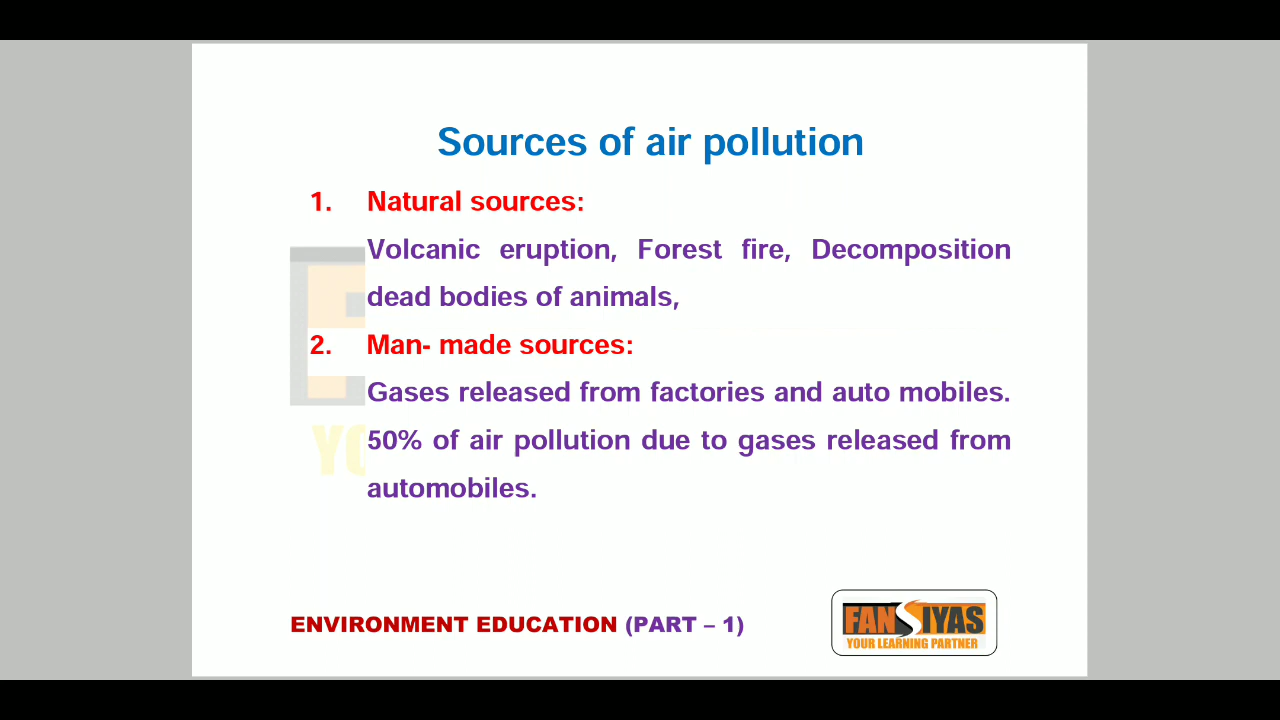 Sources of air pollution
1. Natural sources:
Volcanic eruption, Forest fire, Decomposition
dead bodies of animals,
2. Man- made sources:
Gases released from factories and auto mobiles.
50% of air pollution due to gases released from
automobiles.
ENVIRONMENT EDUCATION (PART – 1)
FANSIYAS
YOUR LEARNING PARTNER